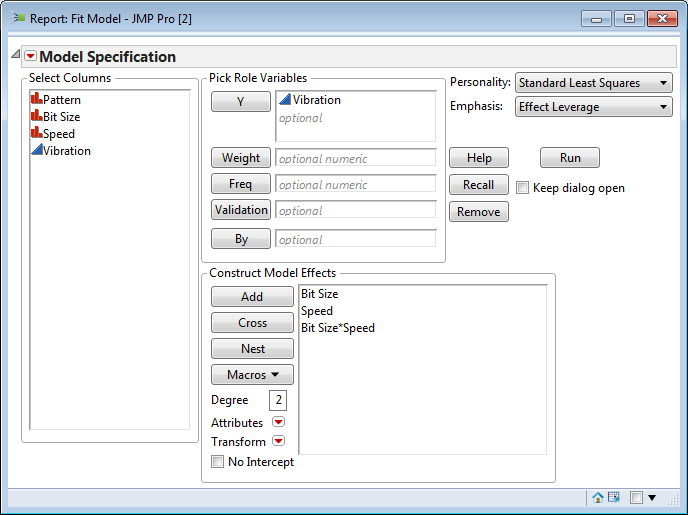 Report: Fit Model - JMP Pro [2]
Model Specification
Select Columns
Pattern
Bit Size
Speed
Vibration
Pick Role Variables
Y
Vibration
optional
Weight
optional numeric
Freq
optional numeric
Validation
optional
By
optional
Personality: Standard Least Squares
Emphasis: Effect Leverage
Help
Run
Recall
Keep dialog open
Remove
Construct Model Effects
Add
Cross
Nest
Macros
Degree 2
Attributes
Transform
No Intercept
Bit Size
Speed
Bit Size*Speed